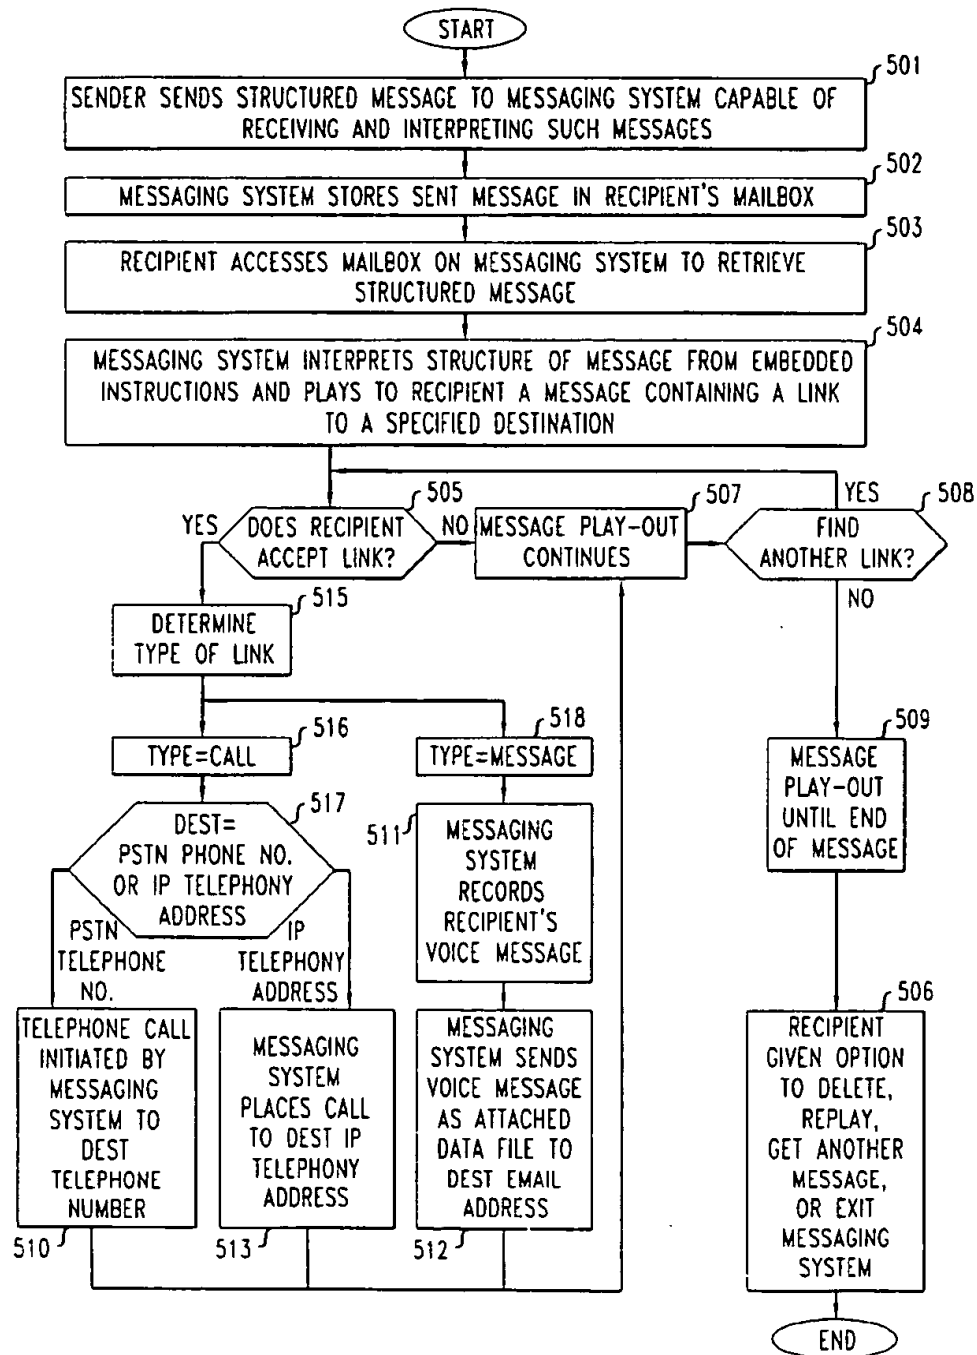 START
501
SENDER SENDS STRUCTURED MESSAGE TO MESSAGING SYSTEM CAPABLE OF
RECEIVING AND INTERPRETING SUCH MESSAGES
502
MESSAGING SYSTEM STORES SENT MESSAGE IN RECIPIENT'S MAILBOX
503
RECIPIENT ACCESSES MAILBOX ON MESSAGING SYSTEM TO RETRIEVE
STRUCTURED MESSAGE
504
MESSAGING SYSTEM INTERPRETS STRUCTURE OF MESSAGE FROM EMBEDDED
INSTRUCTIONS AND PLAYS TO RECIPIENT A MESSAGE CONTAINING A LINK
TO A SPECIFIED DESTINATION
505
YES
DOES RECIPIENT
ACCEPT LINK?
NO
507
MESSAGE PLAY-OUT
CONTINUES
YES
508
FIND
ANOTHER LINK?
NO
515
DETERMINE
TYPE OF LINK
516
TYPE=CALL
518
TYPE=MESSAGE
509
MESSAGE
PLAY-OUT
UNTIL END
OF MESSAGE
517
DEST=
PSTN PHONE NO.
OR IP TELEPHONY
ADDRESS
PSTN
TELEPHONE
NO.
IP
TELEPHONY
ADDRESS
511
MESSAGING
SYSTEM
RECORDS
RECIPIENT'S
VOICE MESSAGE
TELEPHONE CALL
INITIATED BY
MESSAGING
SYSTEM TO
DEST
TELEPHONE
NUMBER
510
MESSAGING
SYSTEM
PLACES CALL
TO DEST IP
TELEPHONY
ADDRESS
513
MESSAGING
SYSTEM SENDS
VOICE MESSAGE
AS ATTACHED
DATA FILE TO
DEST EMAIL
ADDRESS
512
506
RECIPIENT
GIVEN OPTION
TO DELETE,
REPLAY,
GET ANOTHER
MESSAGE,
OR EXIT
MESSAGING
SYSTEM
END